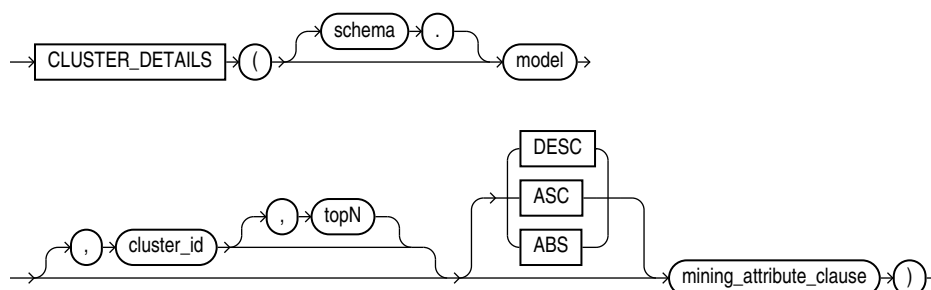 schema .
CLUSTER_DETAILS ( model
DESC
ASC
, topN
, cluster_id ABS
mining_attribute_clause )